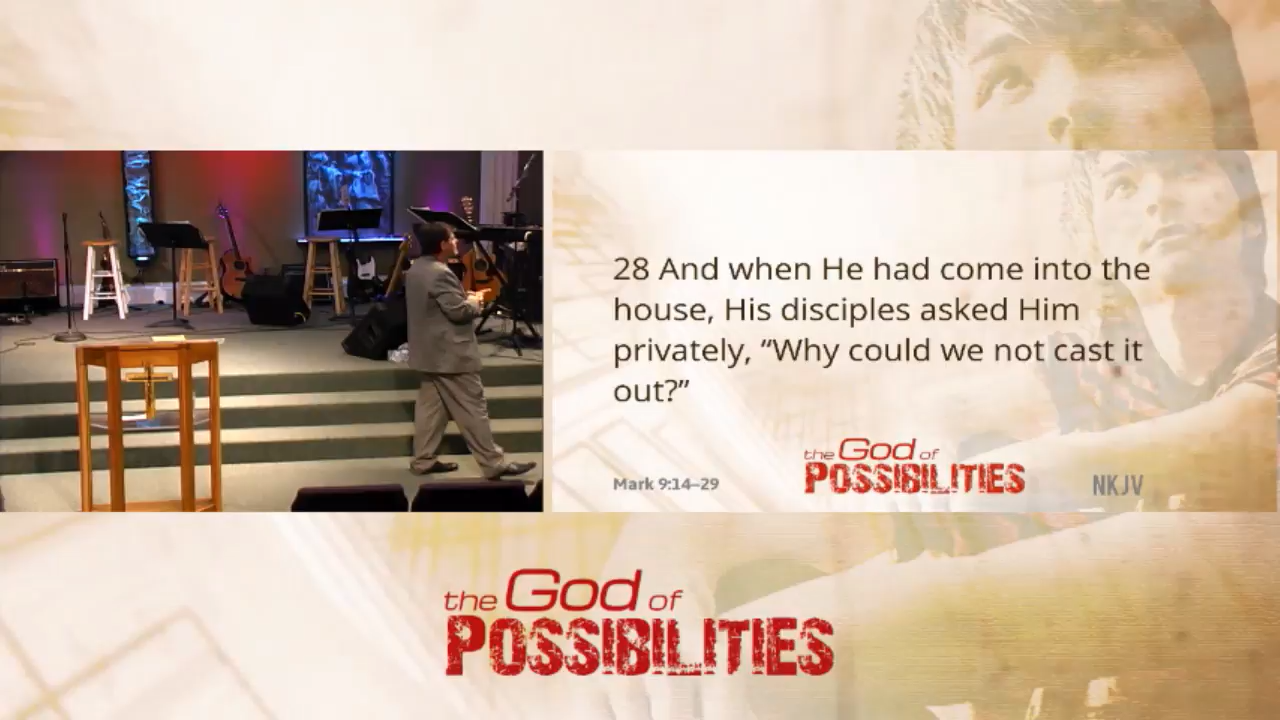 28 And when He had come into the
house, His disciples asked Him
privately, “Why could we not cast it
out?”
Mark 9:14–29
the God of
POSSIBILITIES
NKJV
the God of
POSSIBILITIES